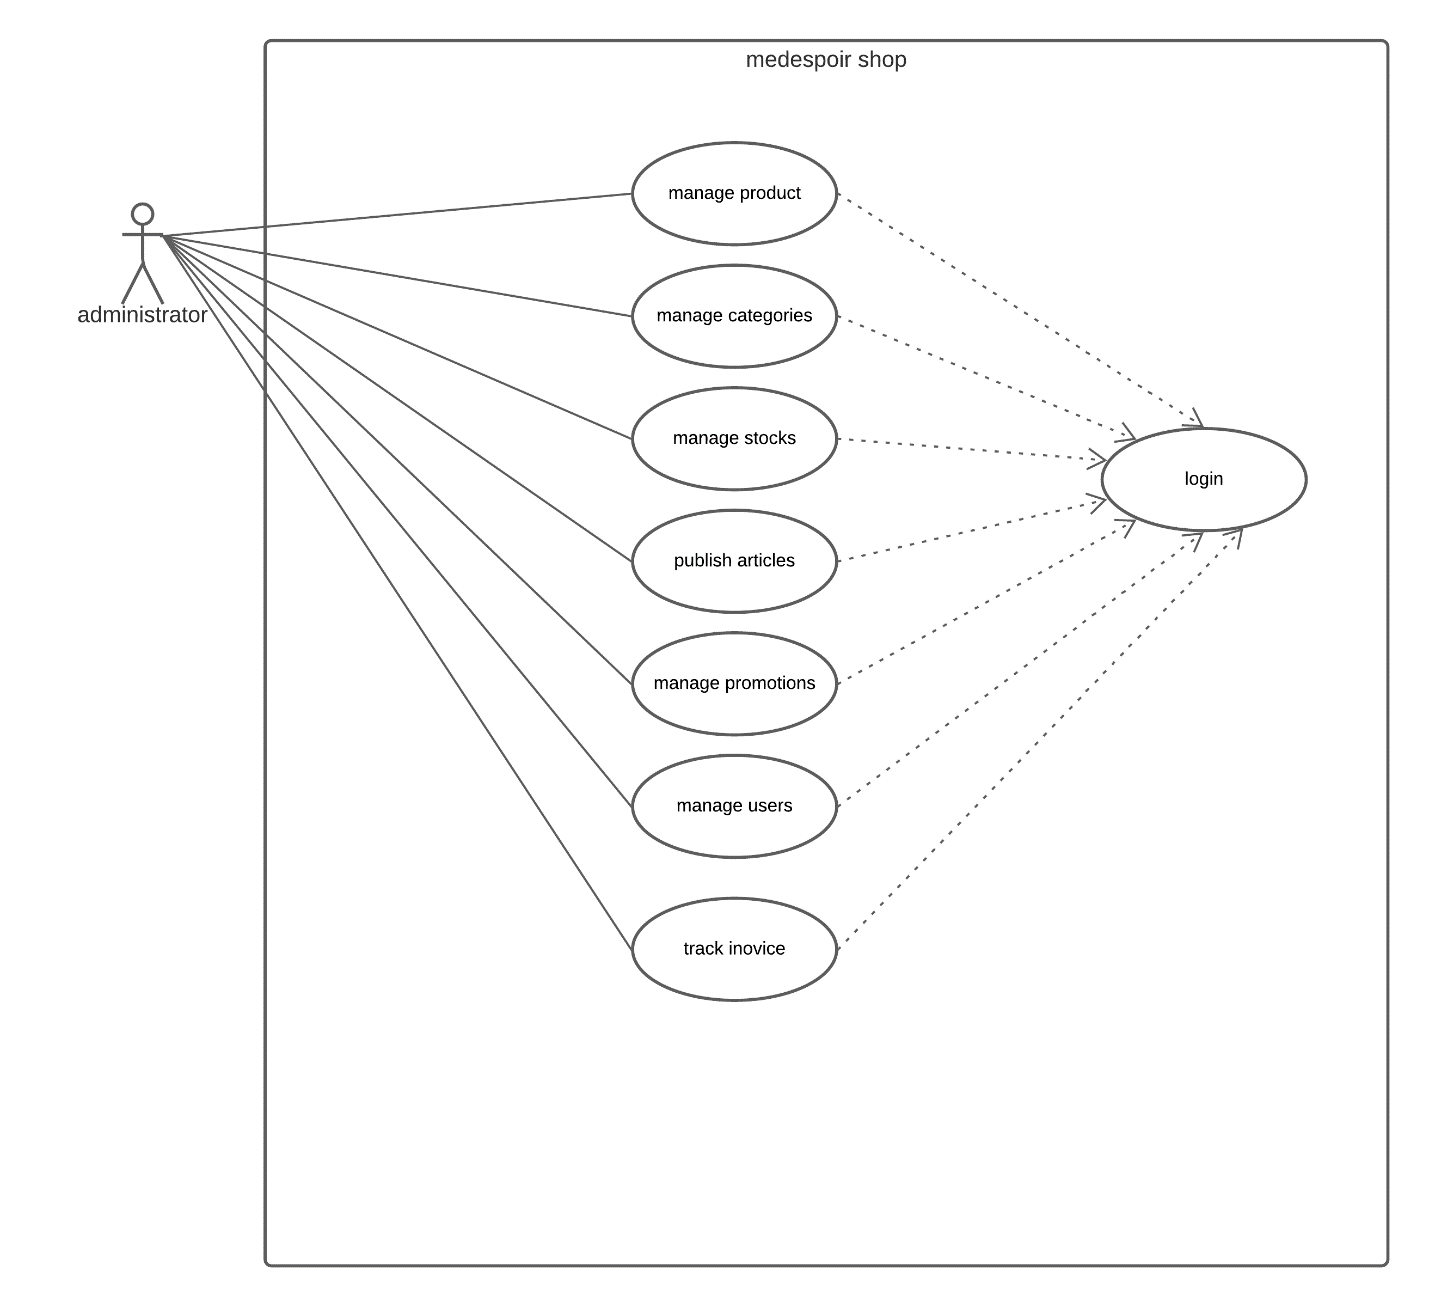 medespoir shop
administrator
manage product
manage categories
manage stocks
publish articles
manage promotions
manage users
track inovice
login